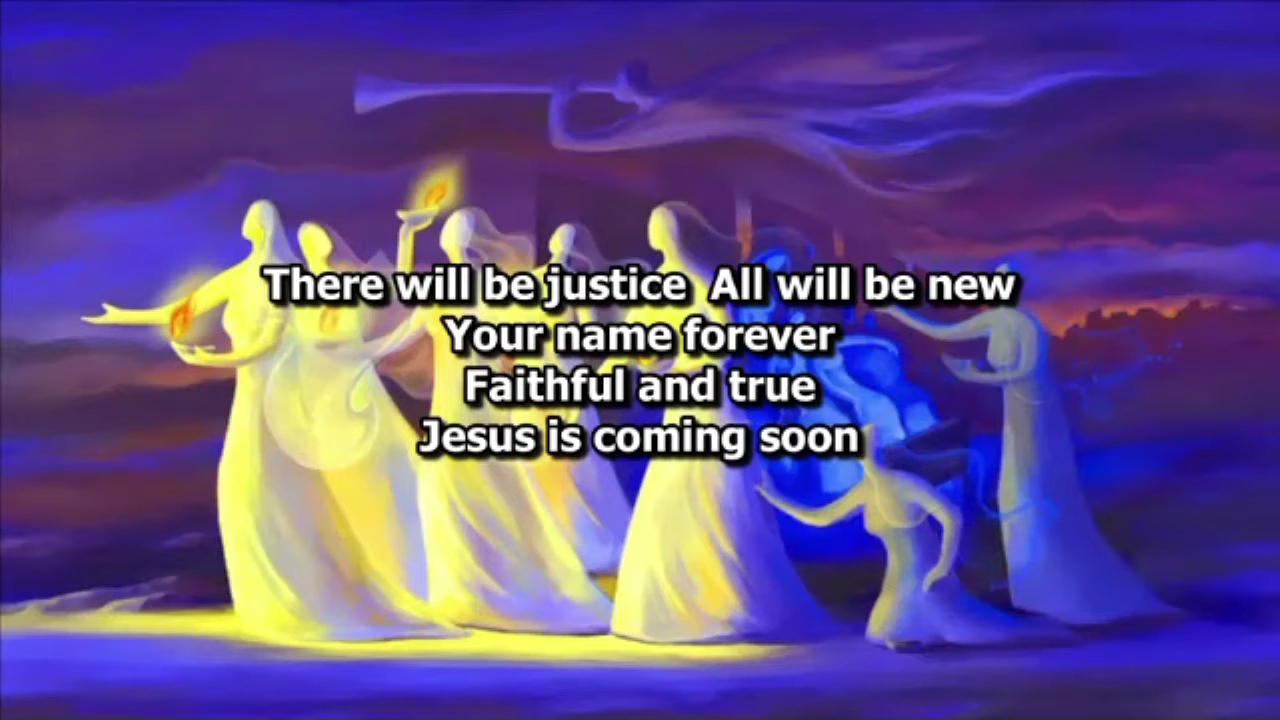 There will be justice  All will be new
Your name forever
Faithful and true
Jesus is coming soon